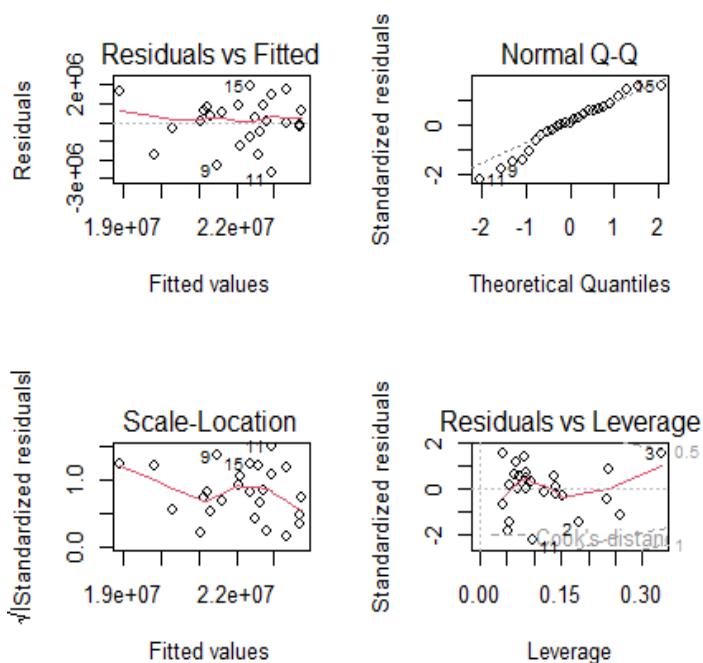 Residuals vs Fitted
Residuals
2e+06
-3e+06
15
9
11
1.9e+07 2.2e+07
Fitted values
Normal Q-Q
Standardized residuals
0
-2
15
11
9
-2 -1 0 1 2
Theoretical Quantiles
Scale-Location
√|Standardized residuals|
1.0
0.0
9
15
11
1.9e+07 2.2e+07
Fitted values
Residuals vs Leverage
Standardized residuals
2
0
-2
3
0.5
2
Cook's distanc
11
1
0.00 0.15 0.30
Leverage